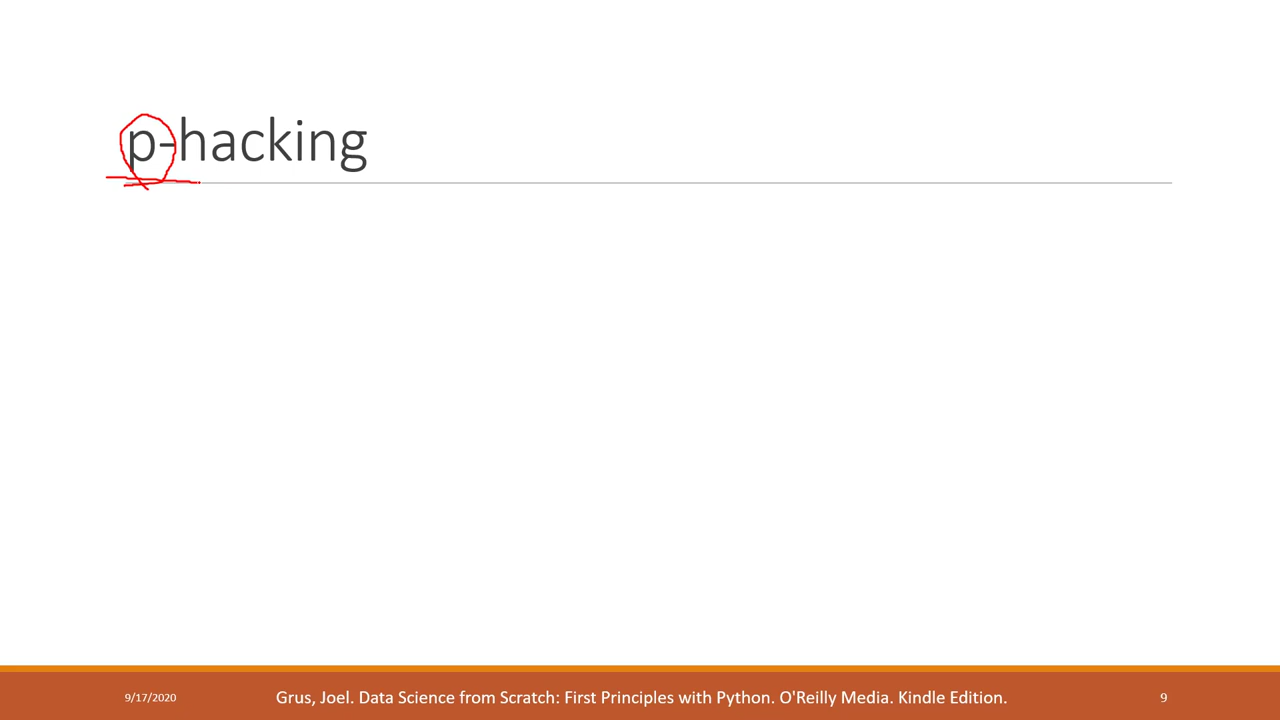 p-hacking
9/17/2020
Grus, Joel. Data Science from Scratch: First Principles with Python. O'Reilly Media. Kindle Edition.
9